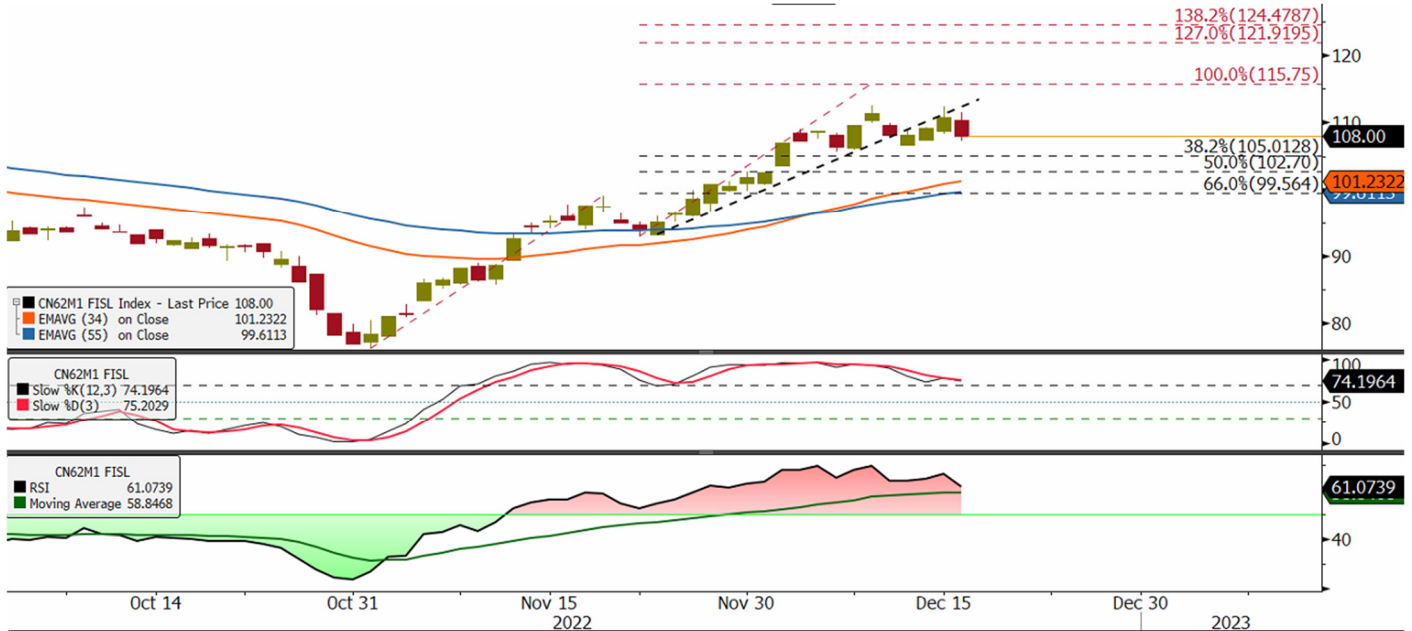 138.2%(124.4787)
127.0%(121.9195)
120
100.0%(115.75)
110
108.00
38.2%(105.0128)
50.0%(102.70)
101.2322
66.0%(99.564)
99.6113
90
CN62M1 FISL Index - Last Price 108.00
EMAVG (34) on Close 101.2322
EMAVG (55) on Close 99.6113
80
CN62M1 FISL
Slow %K(12,3) 74.1964
Slow %D(3) 75.2029
100
74.1964
50
0
CN62M1 FISL
RSI 61.0739
Moving Average 58.8468
61.0739
40
Oct 14 Oct 31 Nov 15 Nov 30 Dec 15 Dec 30
2022 2023